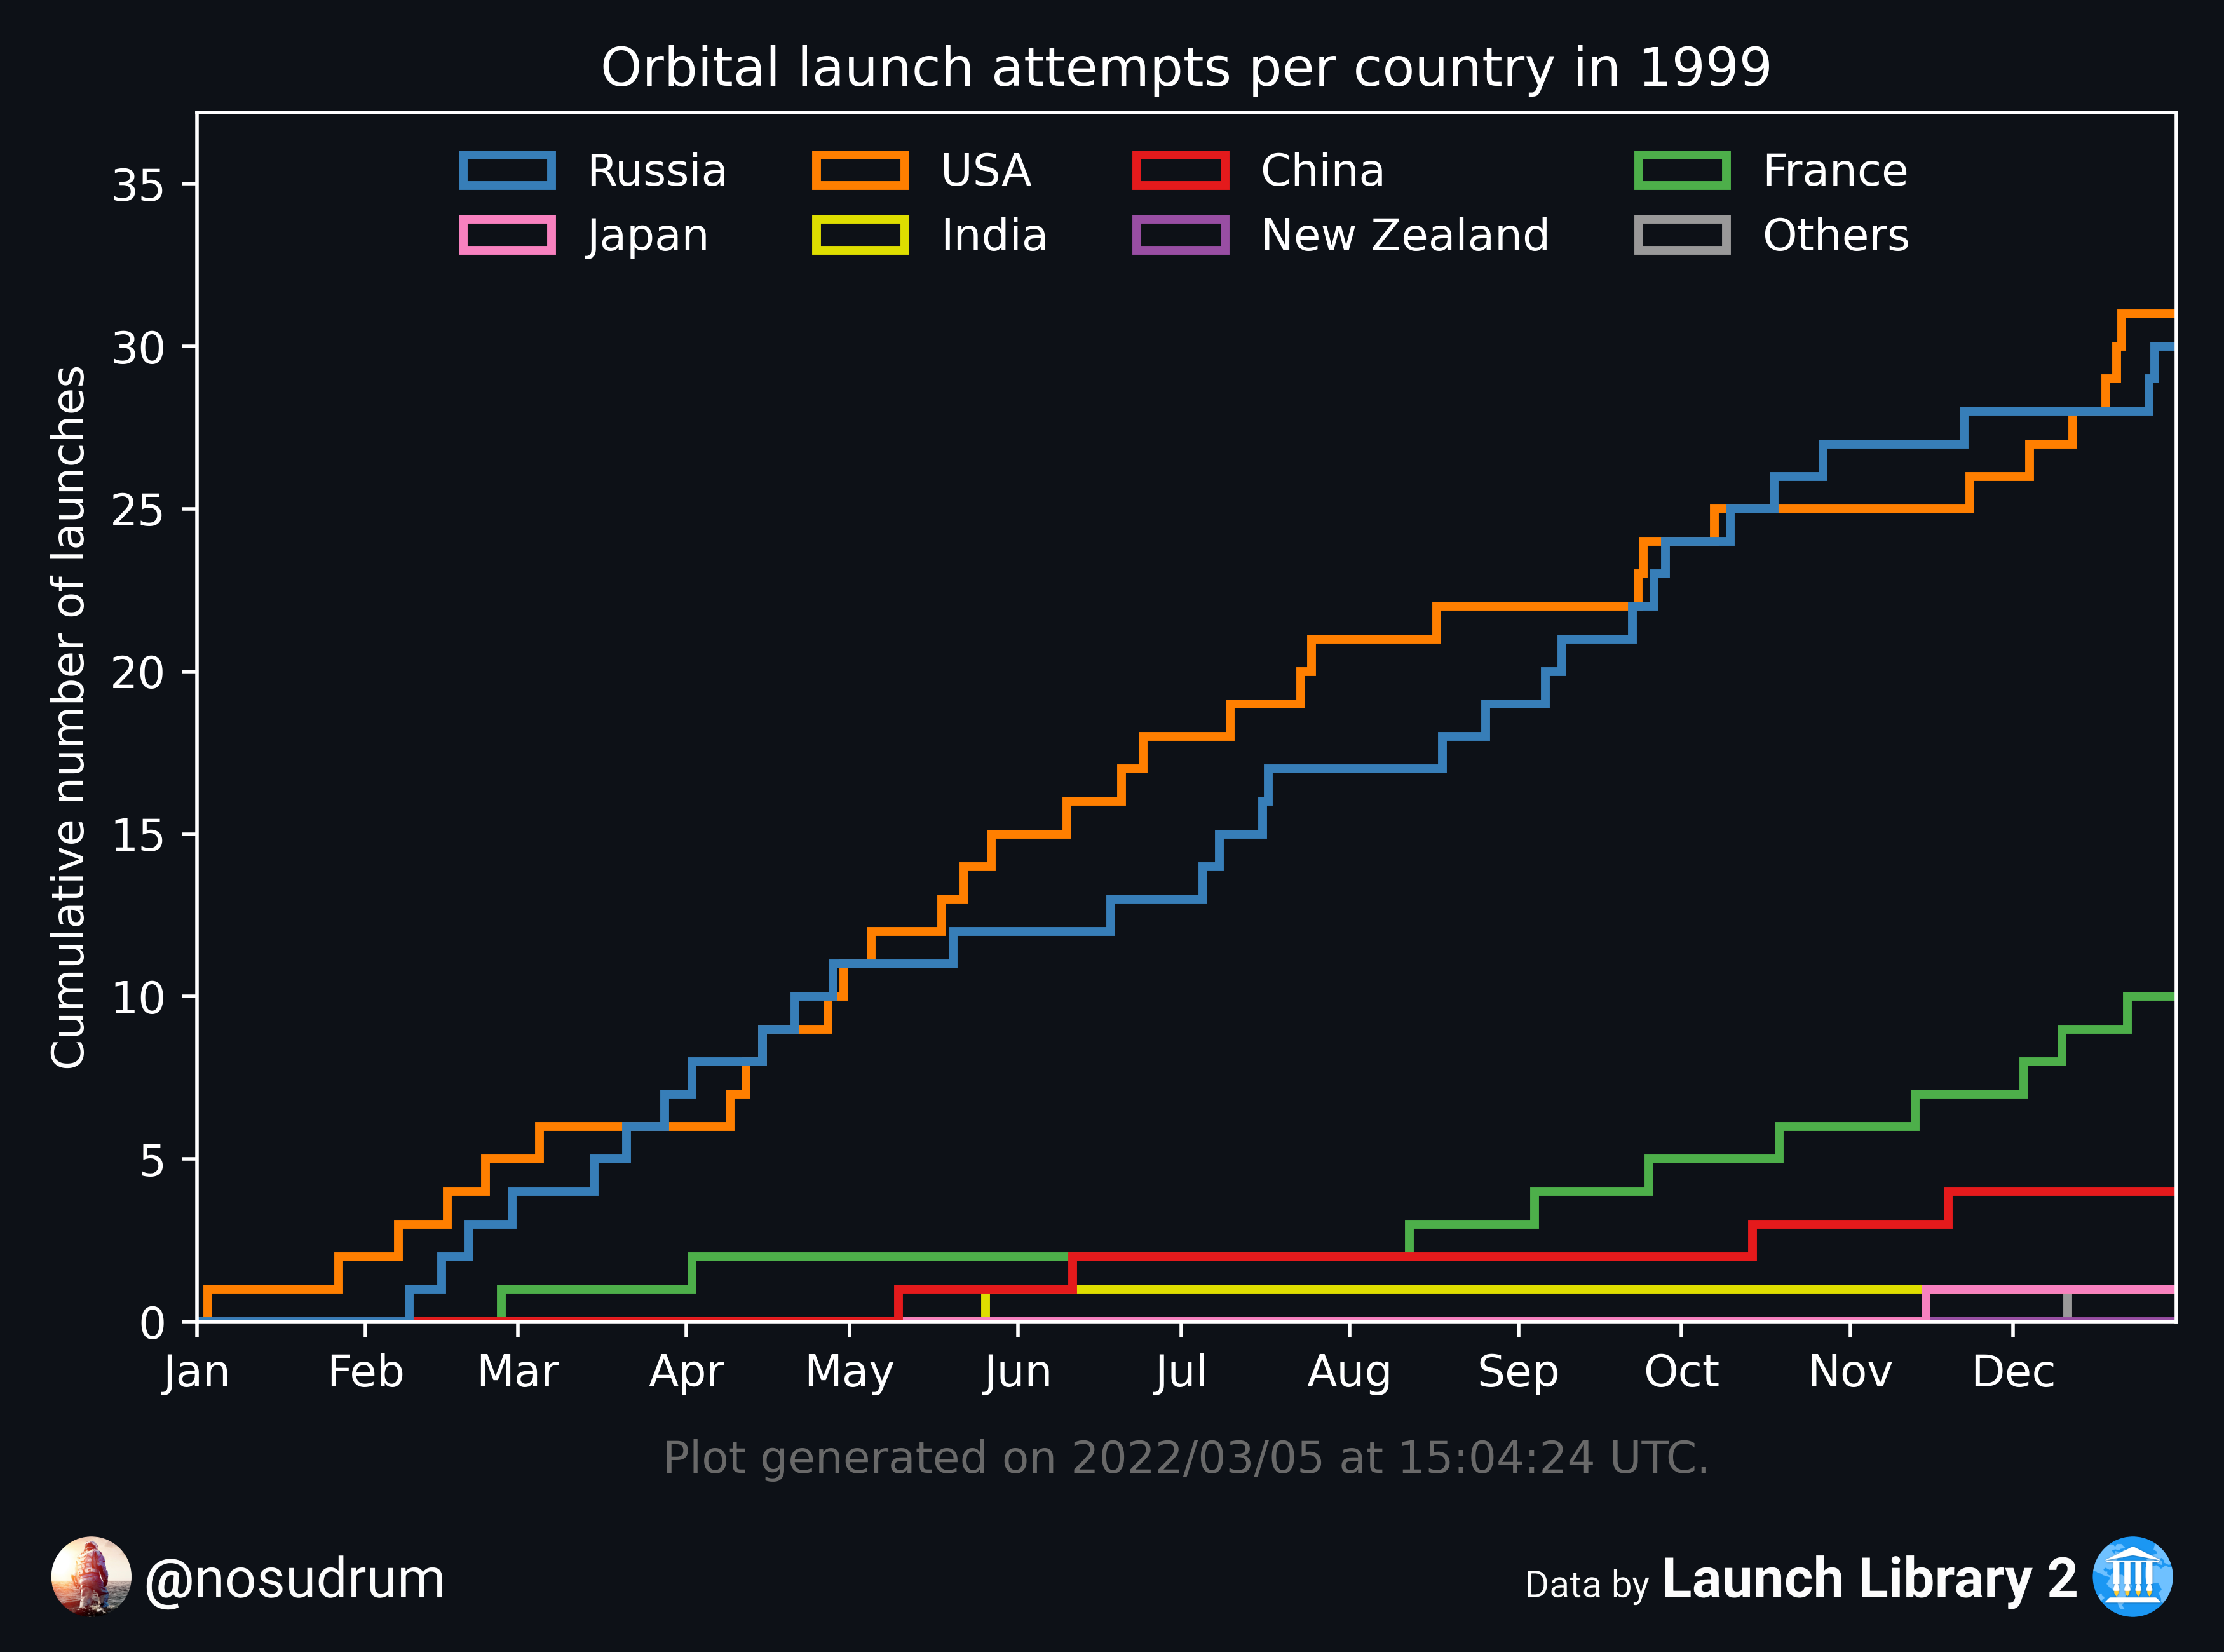 Orbital launch attempts per country in 1999
Russia USA China France
Japan India New Zealand Others
Cumulative number of launches
35
30
25
20
15
10
5
0
Jan Feb Mar Apr May Jun Jul Aug Sep Oct Nov Dec
Plot generated on 2022/03/05 at 15:04:24 UTC.
@nosudrum
Data by Launch Library 2